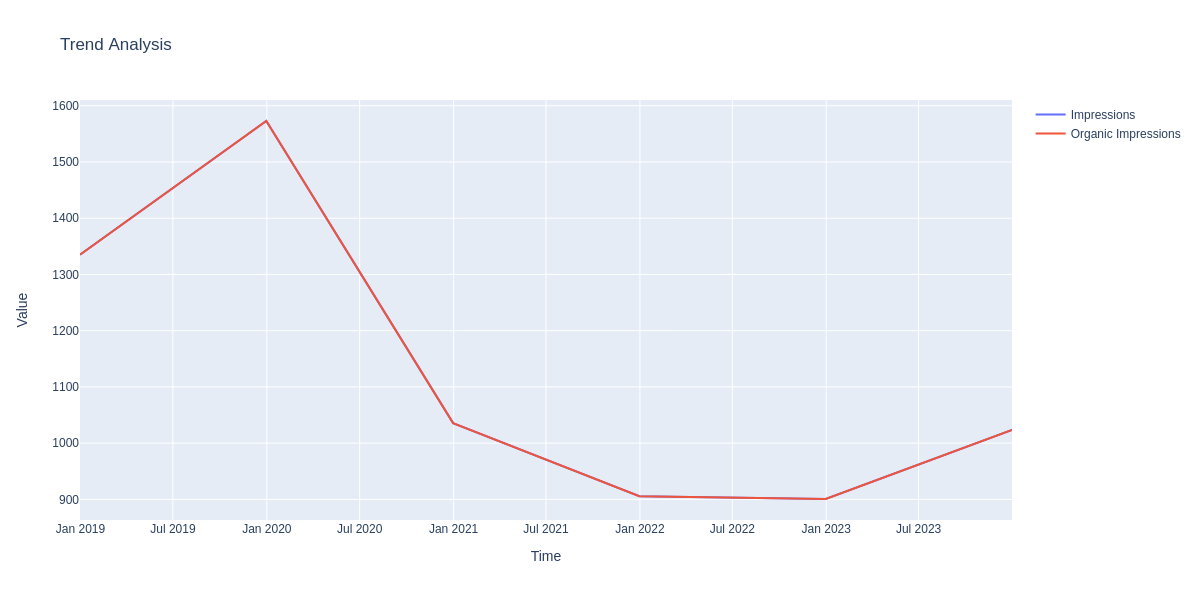 Trend Analysis
Impressions
Organic Impressions
1600
1500
1400
1300
1200
1100
1000
900
Value
Jan 2019 Jul 2019 Jan 2020 Jul 2020 Jan 2021 Jul 2021 Jan 2022 Jul 2022 Jan 2023 Jul 2023
Time